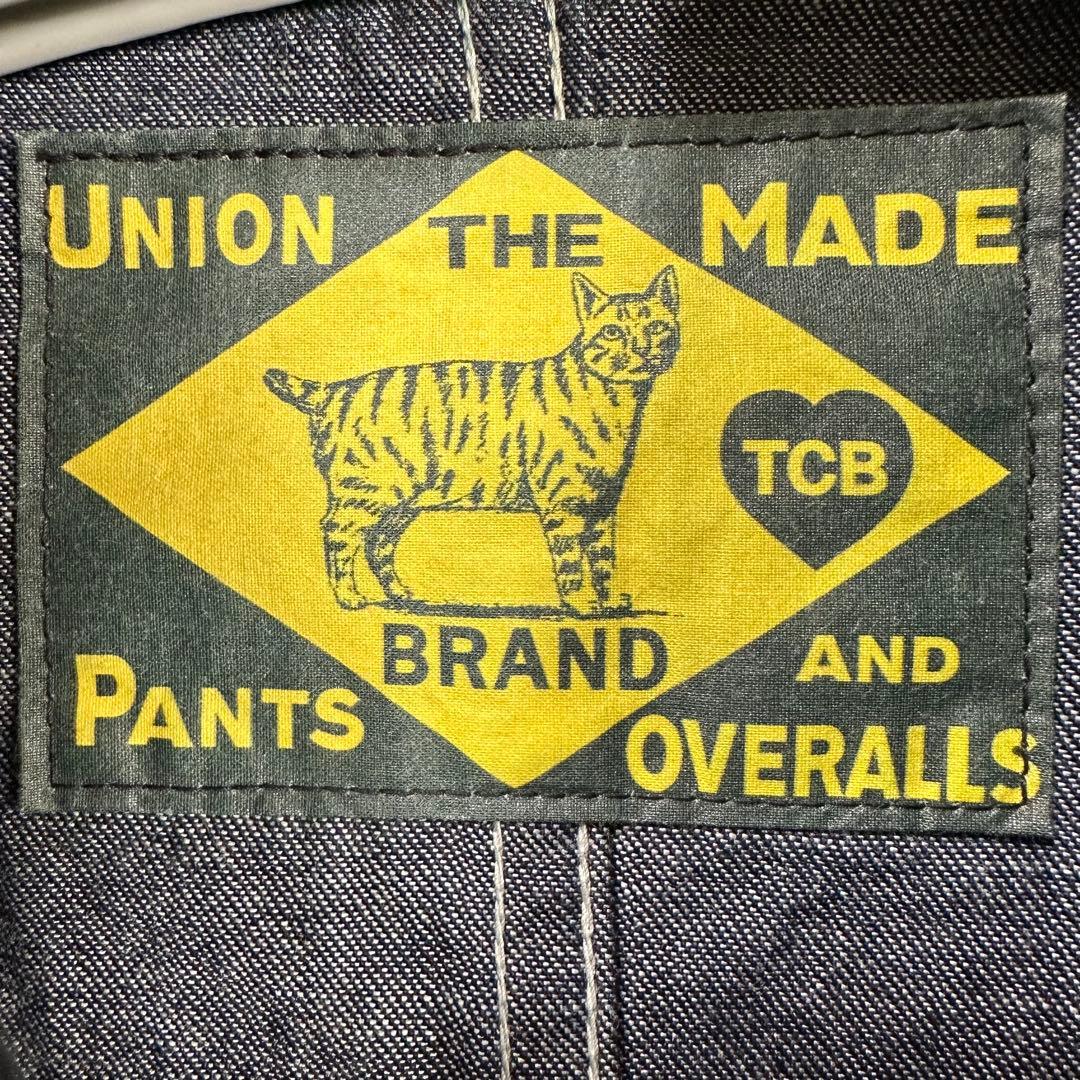 UNION THE MADE
TCB
BRAND
PANTS AND
OVERALLS